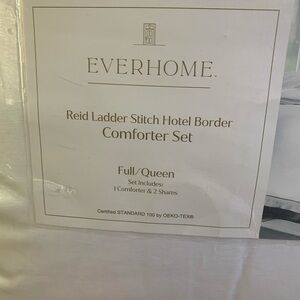 EVERHOME.
Reid Ladder Stitch Hotel Border
Comforter Set
Full/Queen
Set Includes:
1 Comforter & 2 Shams
Certified STANDARD 100 by OEKO-TEX®